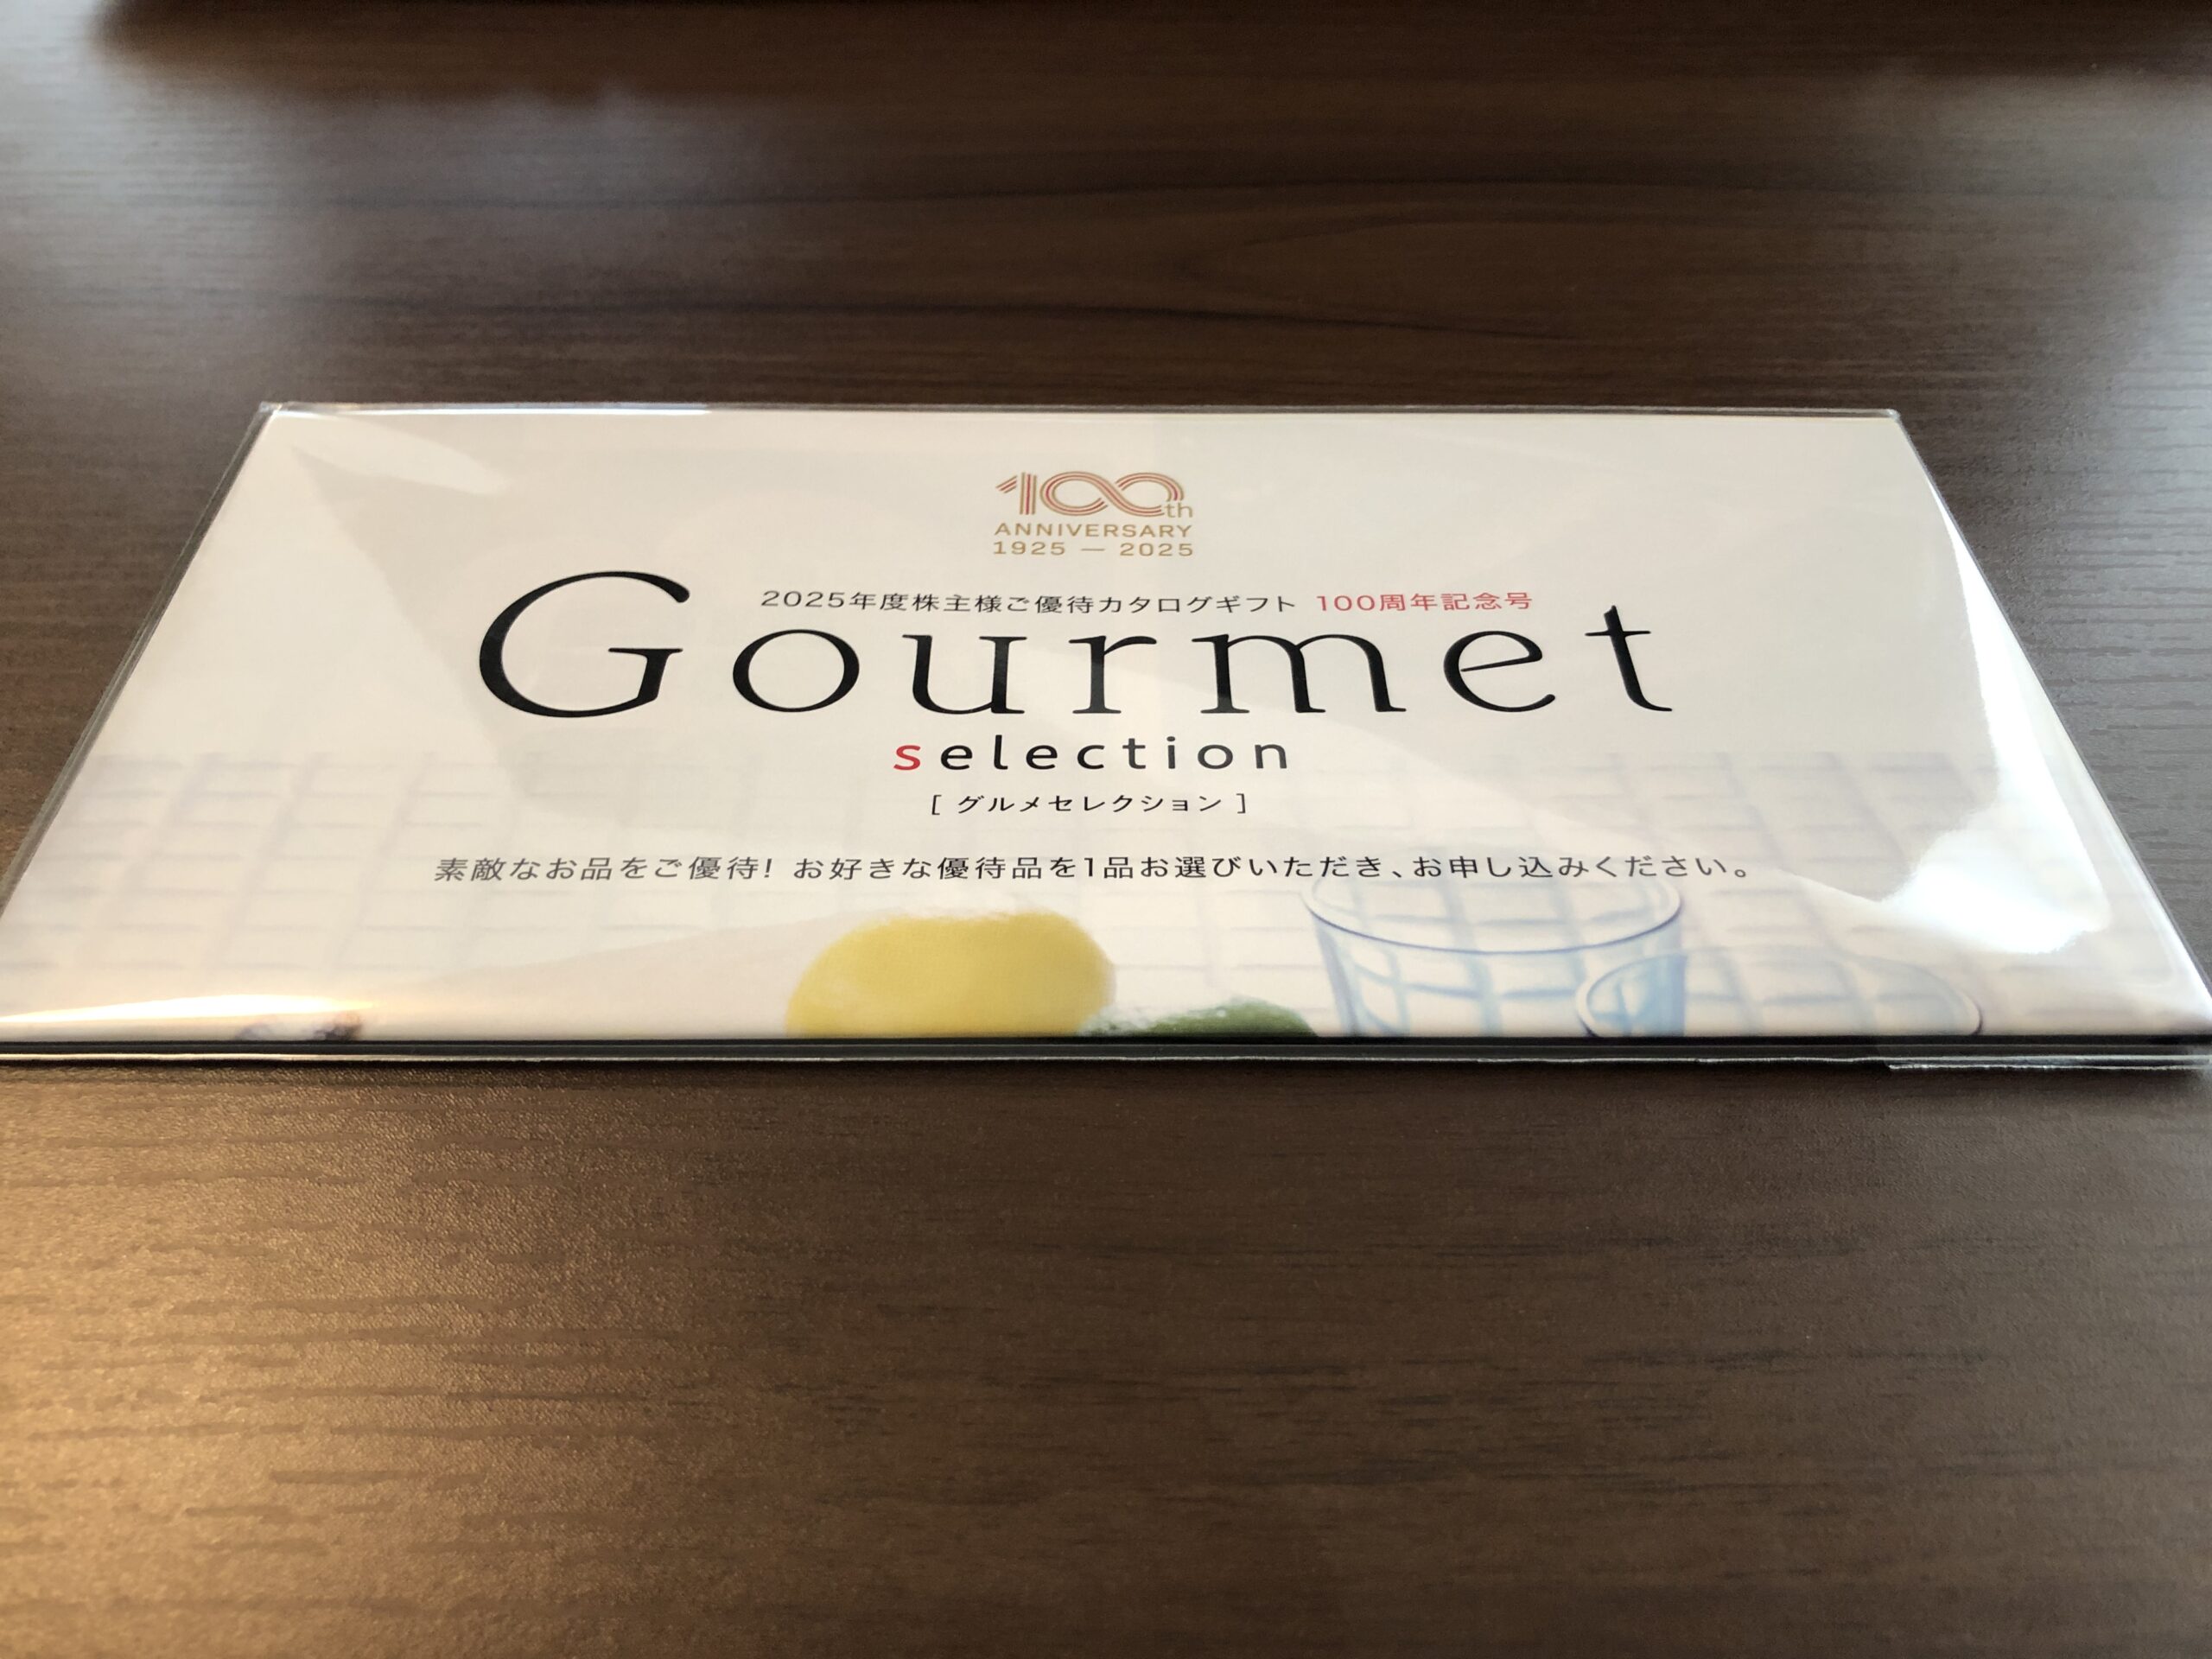 100th
ANNIVERSARY
1925 — 2025
2025年度株主様ご優待カタログギフト 100周年記念号
Gourmet
selection
[ グルメセレクション ]
素敵なお品をご優待! お好きな優待品を1品お選びいただき、お申し込みください。